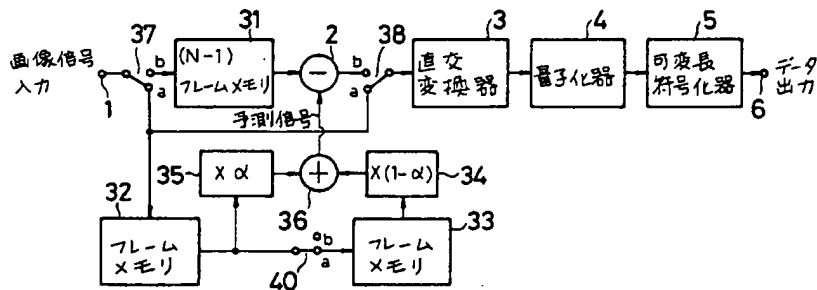 画像信号
入力
1
37
b
a
31
(N-1)
フレームメモリ
2
−
b
a
38
3
直交
変換器
4
量子化器
5
可変長
符号化器
データ
出力
6
予測信号
35
× α
+
36
×(1-α)
34
32
フレーム
メモリ
b
a
40
33
フレーム
メモリ